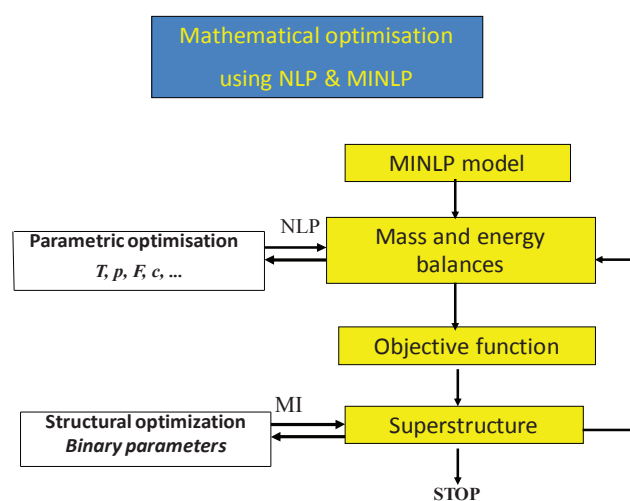 Mathematical optimisation
using NLP & MINLP
MINLP model
NLP
Parametric optimisation
T, p, F, c, ...
Mass and energy
balances
Objective function
MI
Structural optimization
Binary parameters
Superstructure
STOP